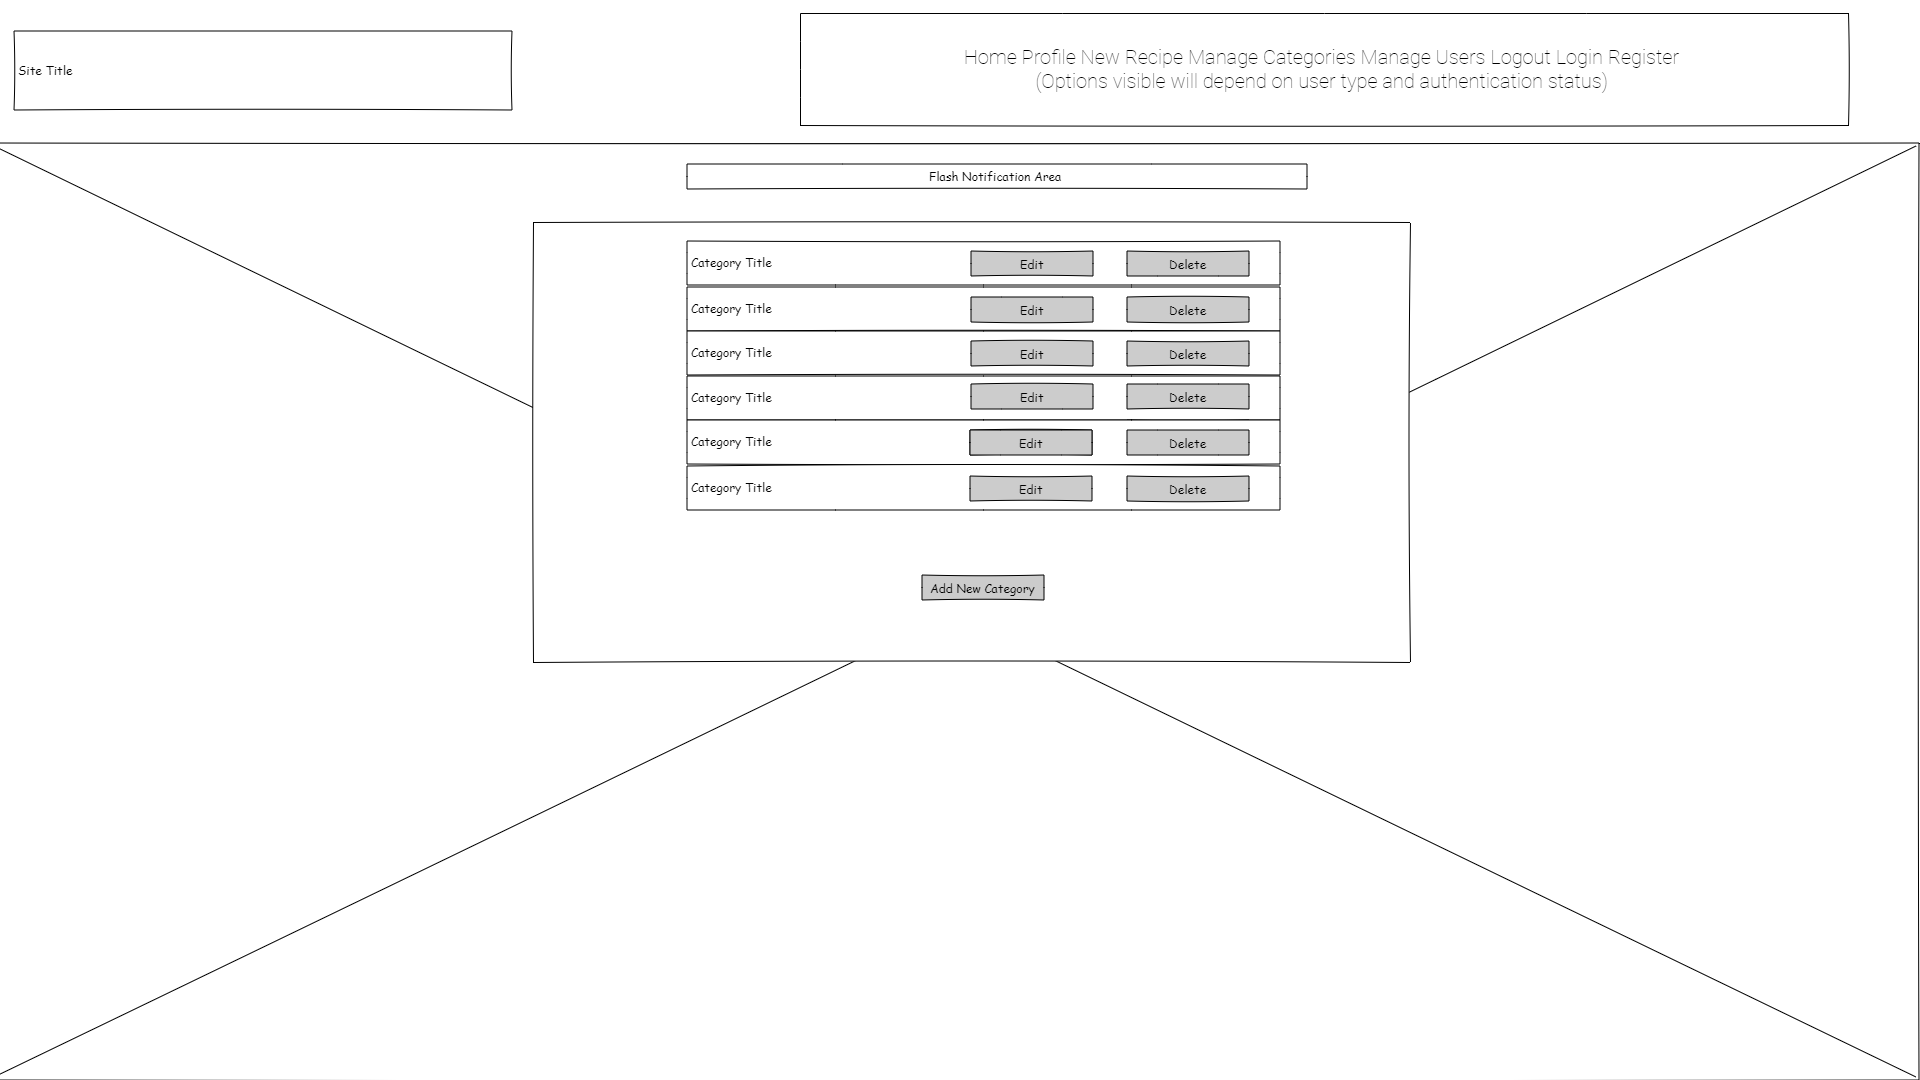 Site Title
Home Profile New Recipe Manage Categories Manage Users Logout Login Register
(Options visible will depend on user type and authentication status)
Flash Notification Area
Category Title Edit Delete
Category Title Edit Delete
Category Title Edit Delete
Category Title Edit Delete
Category Title Edit Delete
Category Title Edit Delete
Add New Category